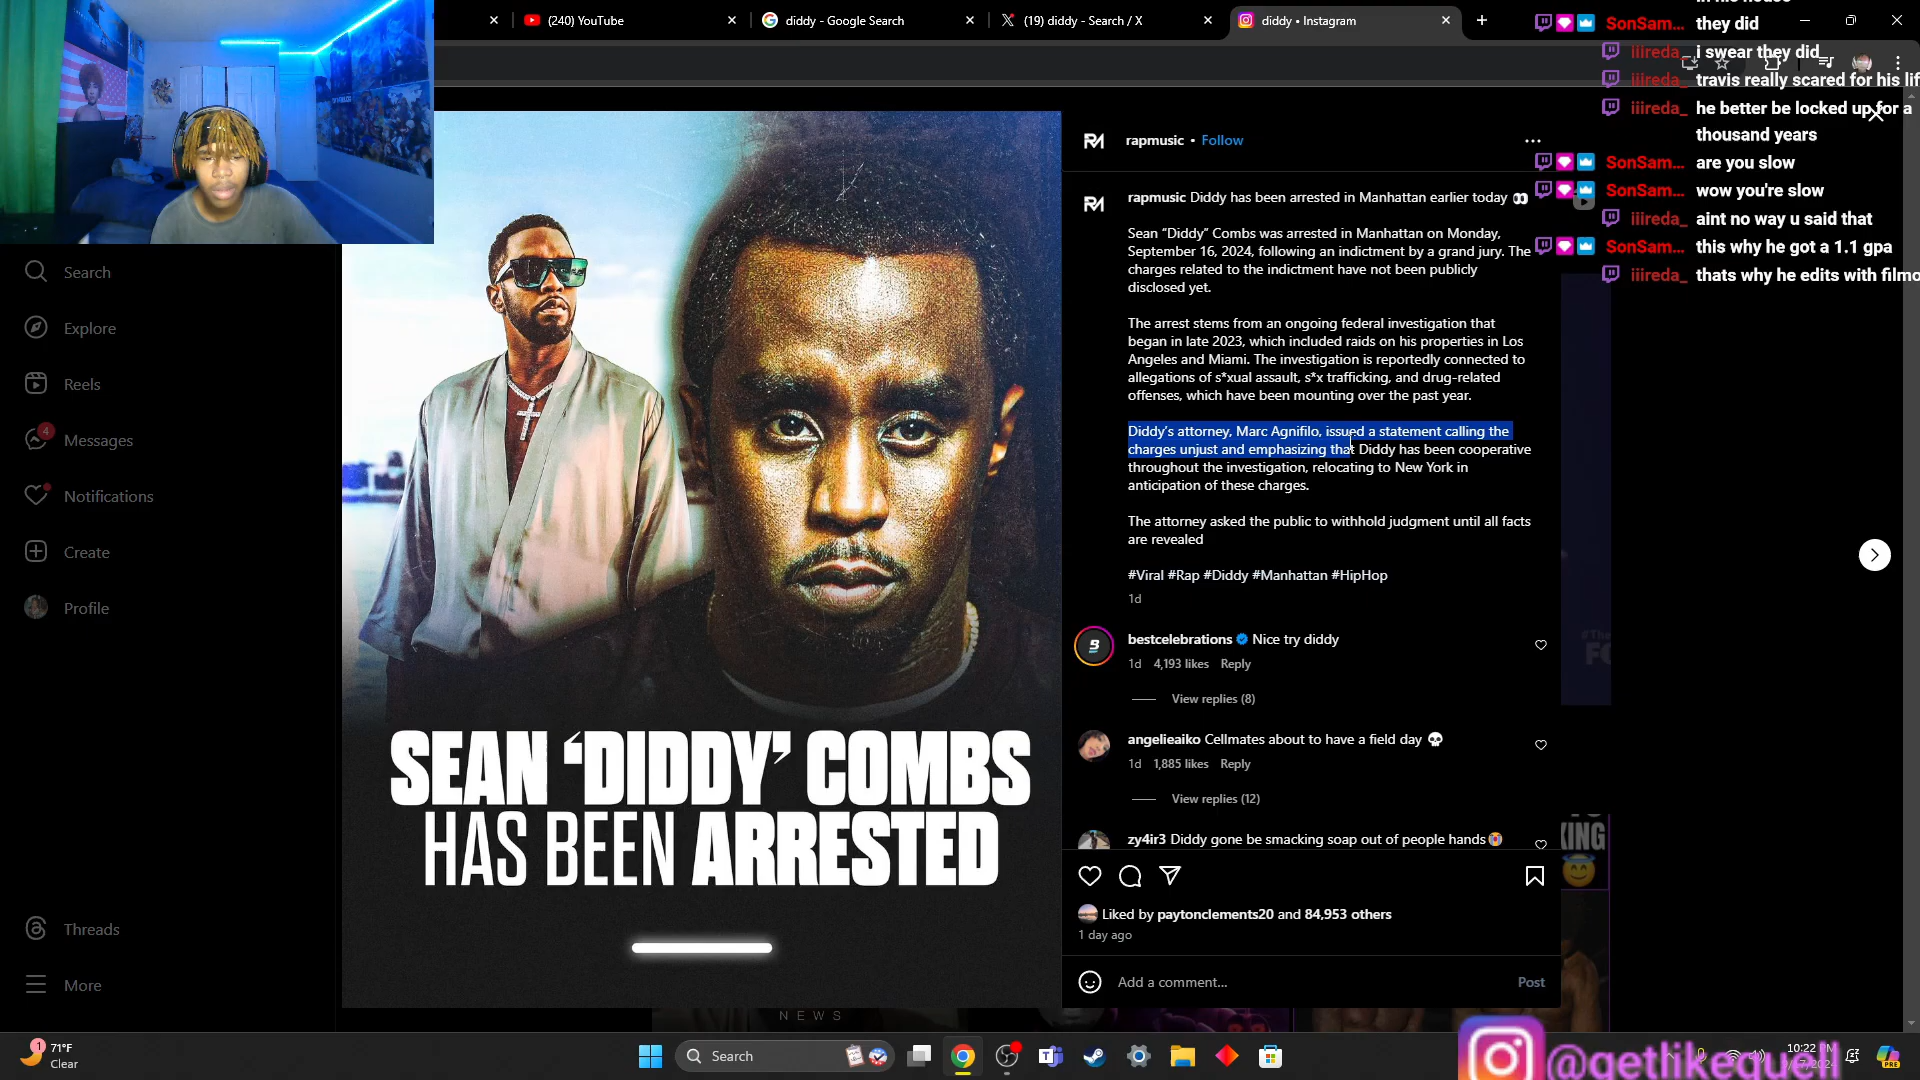 (240) YouTube
diddy - Google Search
(19) diddy - Search / X
diddy • Instagram
SonSam... they did
iiireda_ i swear they did
iiireda_ travis really scared for his lif
iiireda_ he better be locked up for a
thousand years
SonSam... are you slow
SonSam... wow you're slow
iiireda_ aint no way u said that
SonSam... this why he got a 1.1 gpa
iiireda_ thats why he edits with filmo
Search
Explore
Reels
4
Messages
Notifications
Create
Profile
Threads
More
SEAN ‘DIDDY’ COMBS
HAS BEEN ARRESTED
NEWS
RM rapmusic • Follow
RM rapmusic Diddy has been arrested in Manhattan earlier today 👀
Sean “Diddy” Combs was arrested in Manhattan on Monday,
September 16, 2024, following an indictment by a grand jury. The
charges related to the indictment have not been publicly
disclosed yet.
The arrest stems from an ongoing federal investigation that
began in late 2023, which included raids on his properties in Los
Angeles and Miami. The investigation is reportedly connected to
allegations of s*xual assault, s*x trafficking, and drug-related
offenses, which have been mounting over the past year.
Diddy’s attorney, Marc Agnifilo, issued a statement calling the
charges unjust and emphasizing that Diddy has been cooperative
throughout the investigation, relocating to New York in
anticipation of these charges.
The attorney asked the public to withhold judgment until all facts
are revealed
#Viral #Rap #Diddy #Manhattan #HipHop
1d
bestcelebrations Nice try diddy
1d 4,193 likes Reply
View replies (8)
angelieaiko Cellmates about to have a field day 💀
1d 1,885 likes Reply
View replies (12)
zy4ir3 Diddy gone be smacking soap out of people hands😭
KING
Liked by paytonclements20 and 84,953 others
1 day ago
Add a comment...
Post
1
71°F
Clear
Search
10:22 PM
@getlikequell